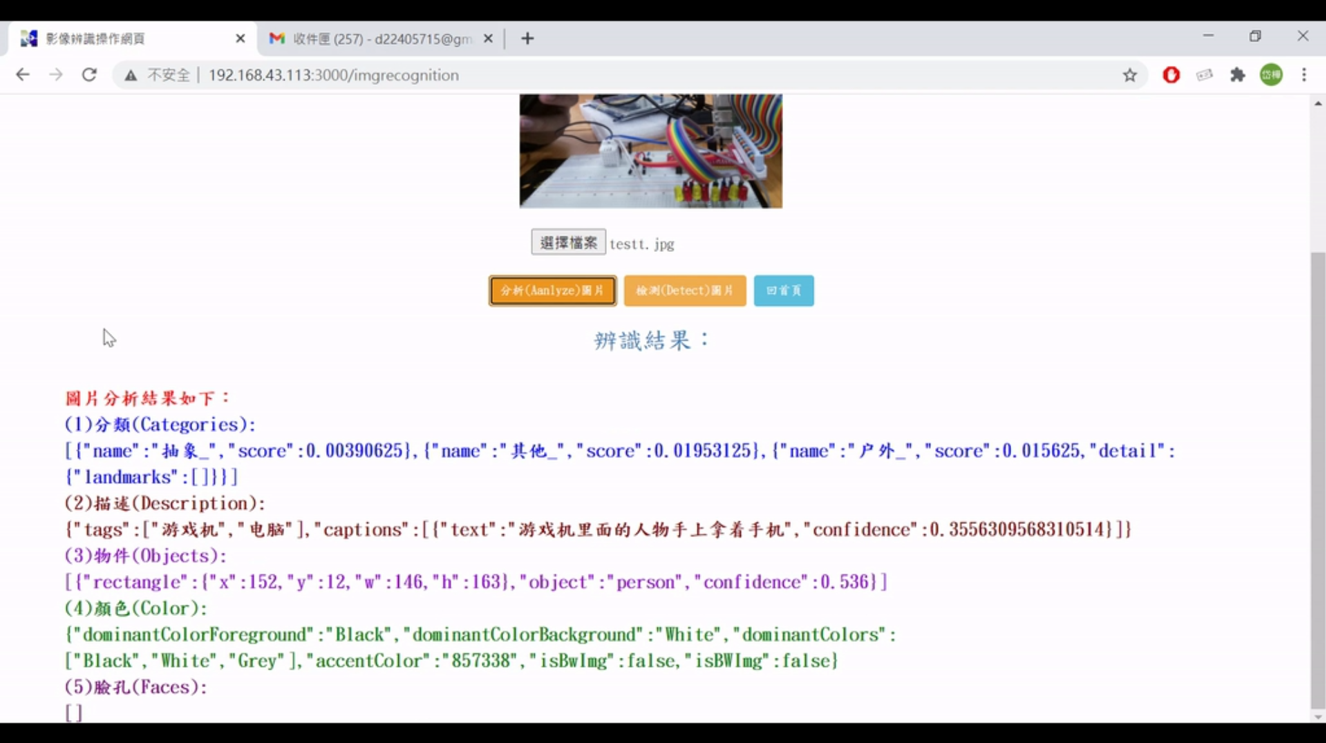 影像辨識操作網頁
收件匣 (257) - d22405715@gm
不安全
192.168.43.113:3000/imgrecognition
岱樺
選擇檔案 testt.jpg
分析(Aanlyze)圖片 檢測(Detect)圖片 回首頁
辨識結果：
圖片分析結果如下：
(1)分類(Categories):
[{"name":"抽象_","score":0.00390625},{"name":"其他_","score":0.01953125},{"name":"户外_","score":0.015625,"detail":
{"landmarks":[]}}]
(2)描述(Description):
{"tags":["游戏机","电脑"],"captions":[{"text":"游戏机里面的人物手上拿着手机","confidence":0.3556309568310514}]}
(3)物件(Objects):
[{"rectangle":{"x":152,"y":12,"w":146,"h":163},"object":"person","confidence":0.536}]
(4)顏色(Color):
{"dominantColorForeground":"Black","dominantColorBackground":"White","dominantColors":
["Black","White","Grey"],"accentColor":"857338","isBwImg":false,"isBWImg":false}
(5)臉孔(Faces):
[]